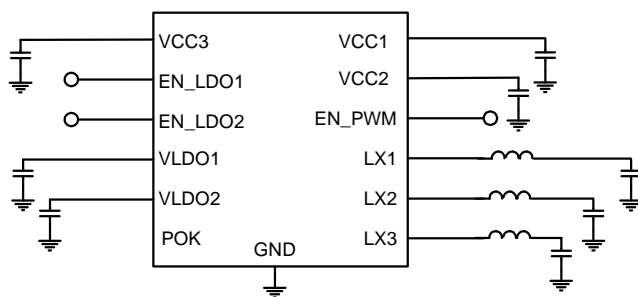 VCC3
EN_LDO1
EN_LDO2
VLDO1
VLDO2
POK
GND
VCC1
VCC2
EN_PWM
LX1
LX2
LX3